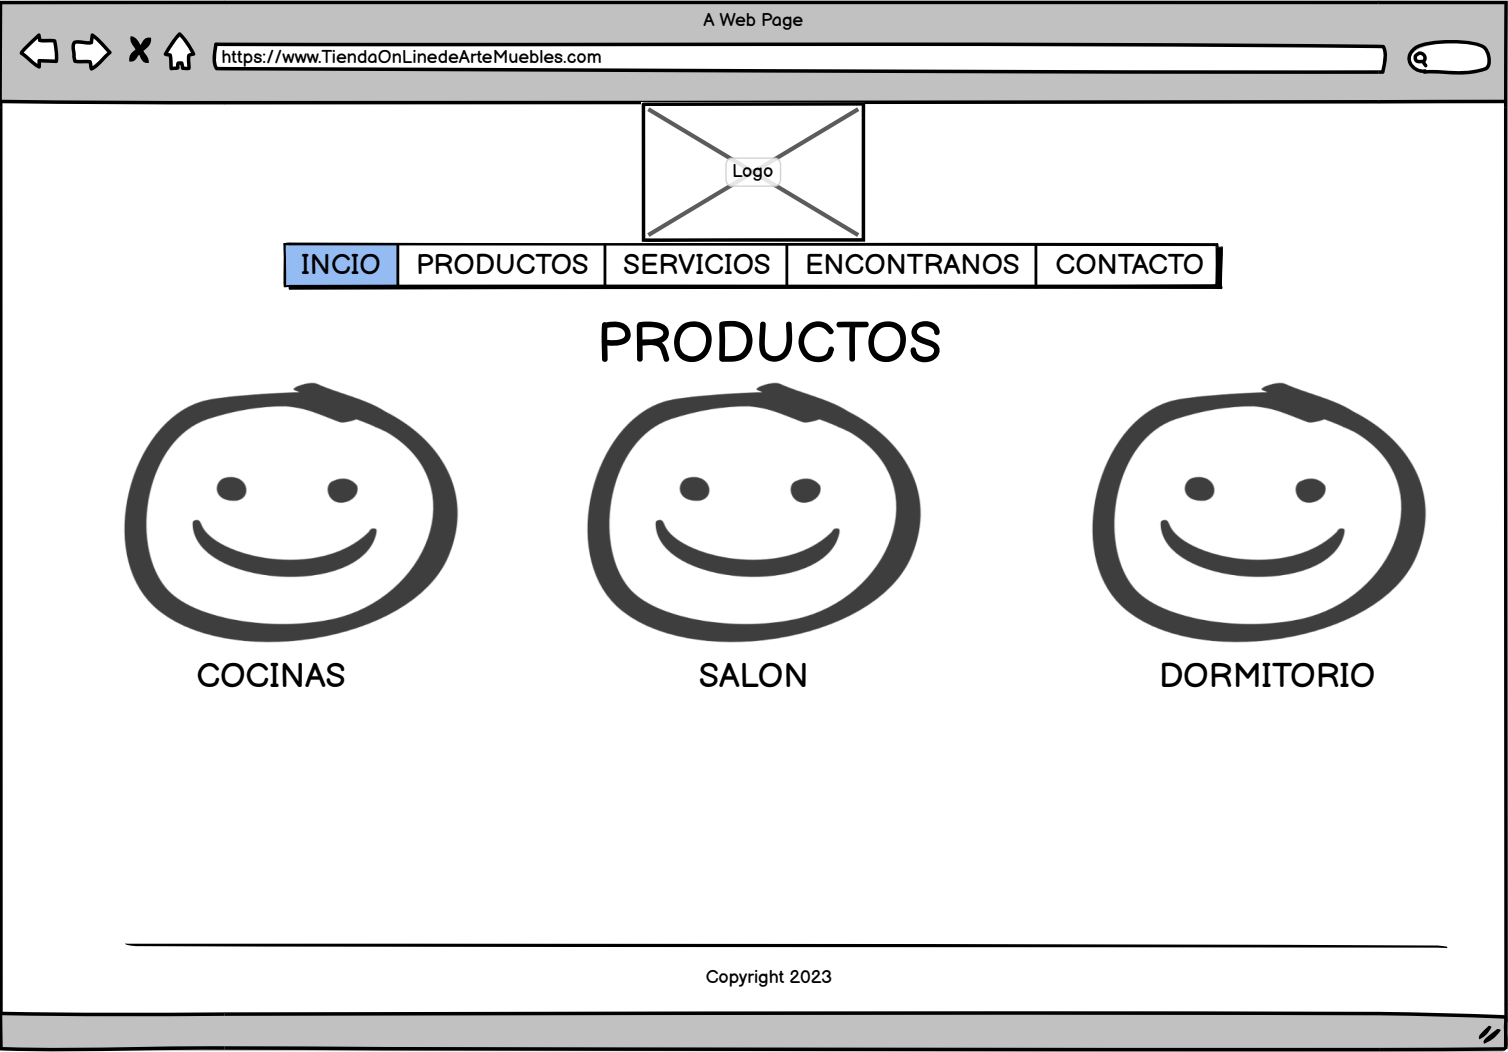 A Web Page
https://www.TiendaOnLinedeArteMuebles.com
Logo
INCIO PRODUCTOS SERVICIOS ENCONTRANOS CONTACTO
PRODUCTOS
COCINAS SALON DORMITORIO
Copyright 2023